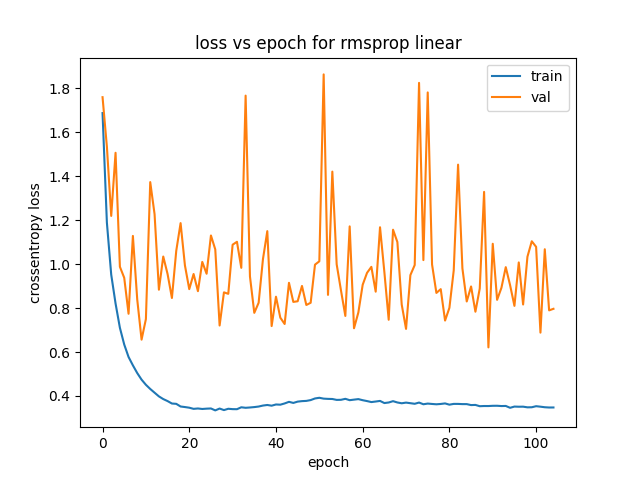 loss vs epoch for rmsprop linear
train
val
crossentropy loss
1.8
1.6
1.4
1.2
1.0
0.8
0.6
0.4
0 20 40 60 80 100
epoch